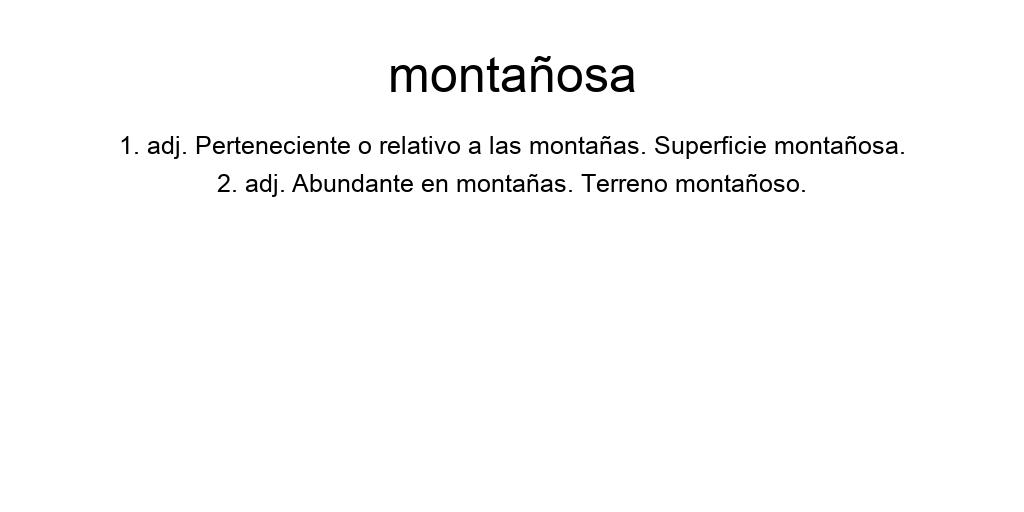 montañosa
1. adj. Perteneciente o relativo a las montañas. Superficie montañosa.
2. adj. Abundante en montañas. Terreno montañoso.